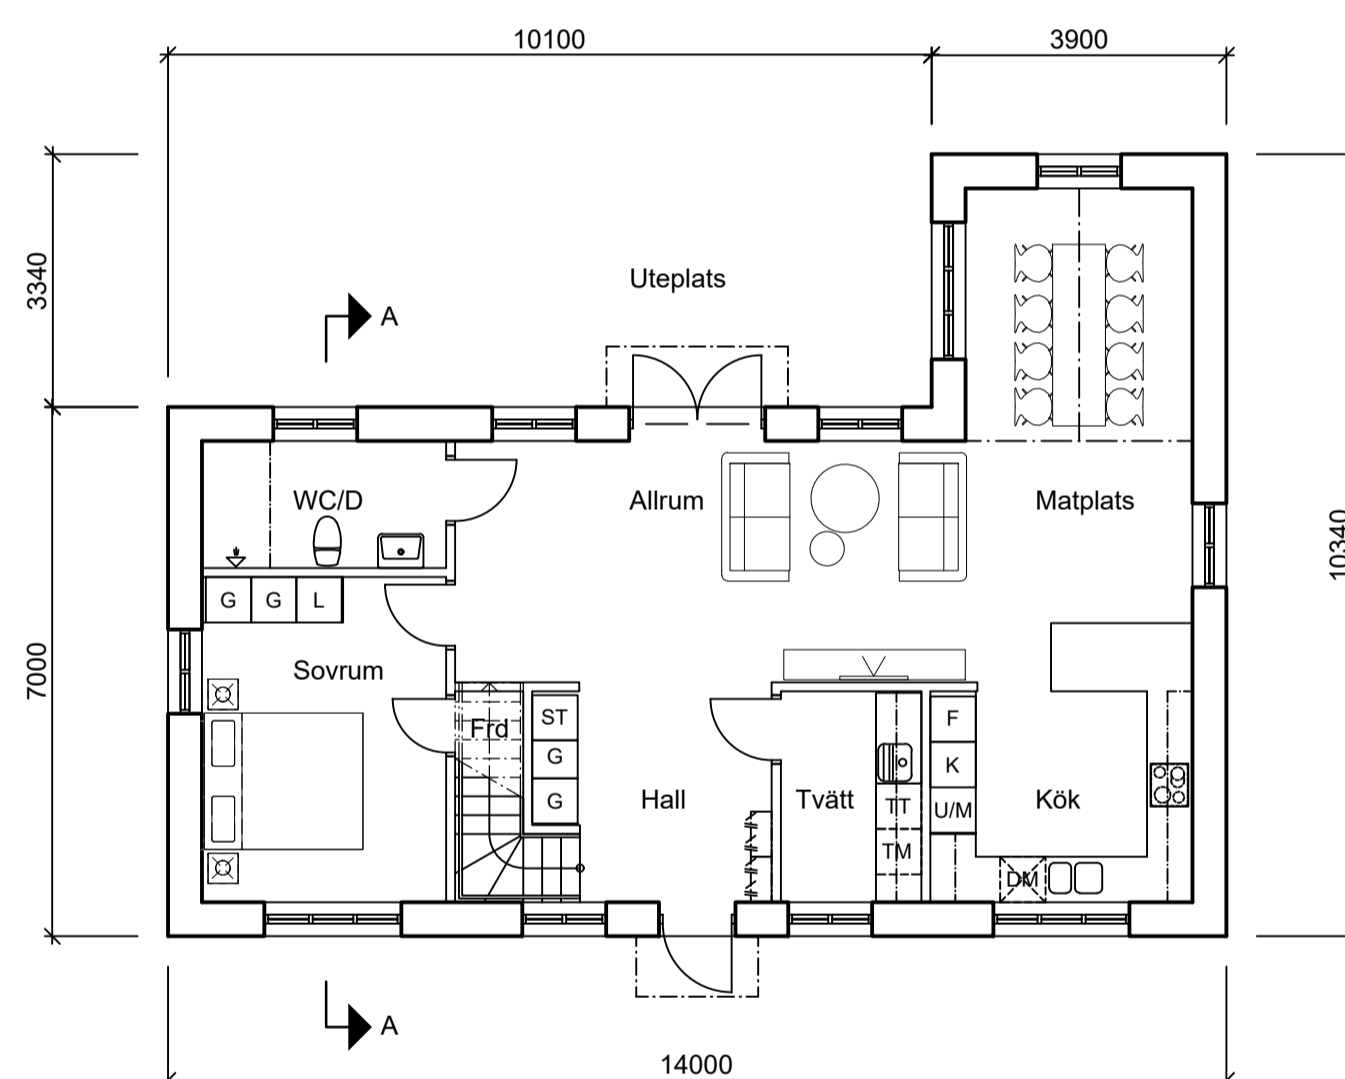 10100
3900
3340
Uteplats
A
WC/D
Allrum
Matplats
10340
G
G
L
Sovrum
7000
Frd
ST
G
G
F
K
U/M
Hall
Tvätt
TT
TM
Kök
DM
A
14000